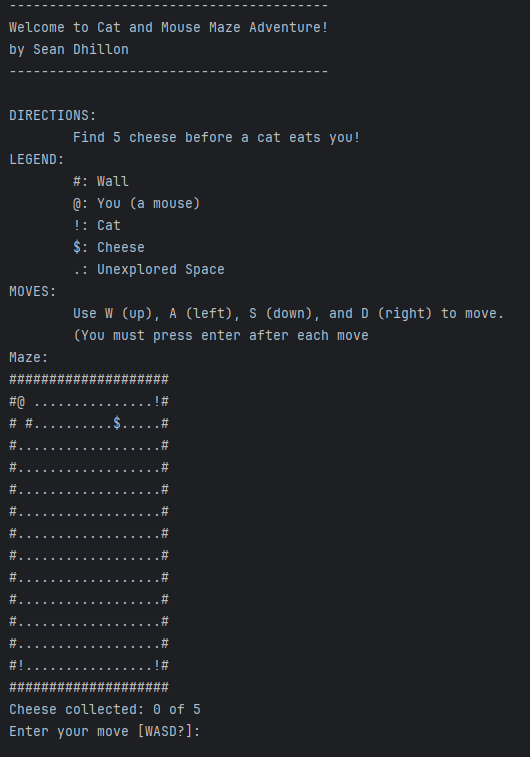 ----------------------------------------
Welcome to Cat and Mouse Maze Adventure!
by Sean Dhillon
----------------------------------------

DIRECTIONS:
        Find 5 cheese before a cat eats you!
LEGEND:
        #: Wall
        @: You (a mouse)
        !: Cat
        $: Cheese
        .: Unexplored Space
MOVES:
        Use W (up), A (left), S (down), and D (right) to move.
        (You must press enter after each move
Maze:
####################
#@ ...............!#
# #..........$.....#
#..................#
#..................#
#..................#
#..................#
#..................#
#..................#
#..................#
#..................#
#..................#
#..................#
#!................!#
####################
Cheese collected: 0 of 5
Enter your move [WASD?]: